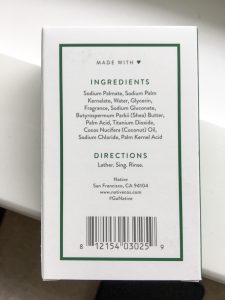 MADE WITH ♥
INGREDIENTS
Sodium Palmate, Sodium Palm
Kernelate, Water, Glycerin,
Fragrance, Sodium Gluconate,
Butyrospermum Parkii (Shea) Butter,
Palm Acid, Titanium Dioxide,
Cocos Nucifera (Coconut) Oil,
Sodium Chloride, Palm Kernel Acid
DIRECTIONS
Lather. Sing. Rinse.
Native
San Francisco, CA 94104
www.nativecos.com
#GoNative
8 12154 03025 9